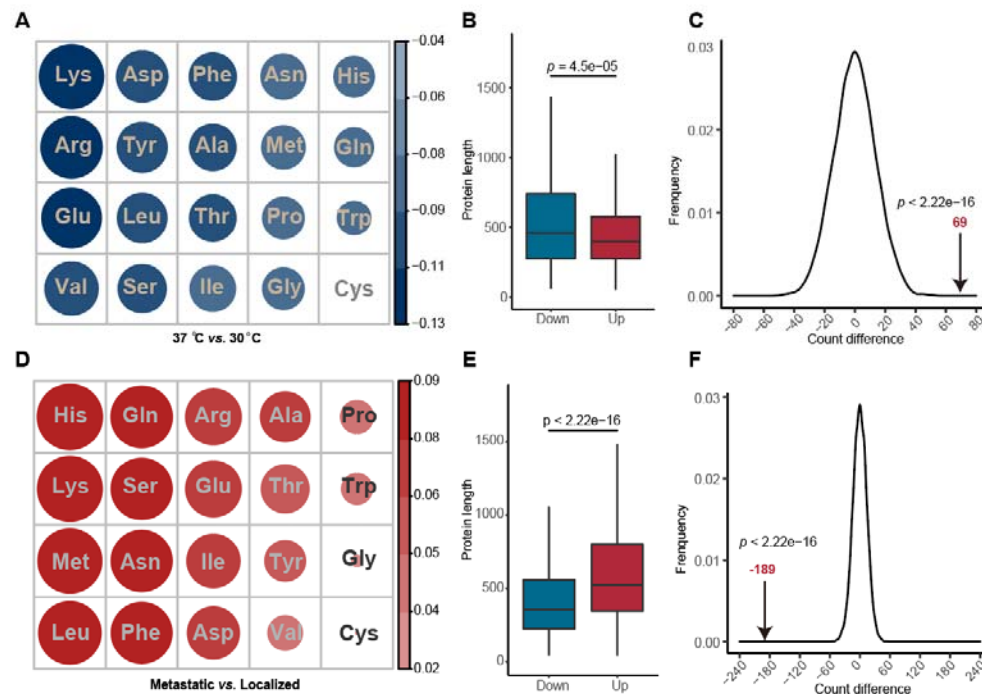 A
Lys Asp Phe Asn His
Arg Tyr Ala Met Gln
Glu Leu Thr Pro Trp
Val Ser Ile Gly Cys
−0.04
−0.06
−0.08
−0.09
−0.11
−0.13
37 °C vs. 30°C
B
p = 4.5e−05
Protein length
1500
1000
500
0
Down Up
C
Frenquency
0.03
0.02
0.01
0.00
p < 2.22e−16
69
−80 −60 −40 −20 0 20 40 60 80
Count difference
D
His Gln Arg Ala Pro
Lys Ser Glu Thr Trp
Met Asn Ile Tyr Gly
Leu Phe Asp Val Cys
0.09
0.08
0.06
0.05
0.04
0.02
Metastatic vs. Localized
E
p < 2.22e−16
Protein length
1500
1000
500
0
Down Up
F
Frenquency
0.03
0.02
0.01
0.00
p < 2.22e−16
-189
−240 −180 −120 −60 0 60 120 180 240
Count difference